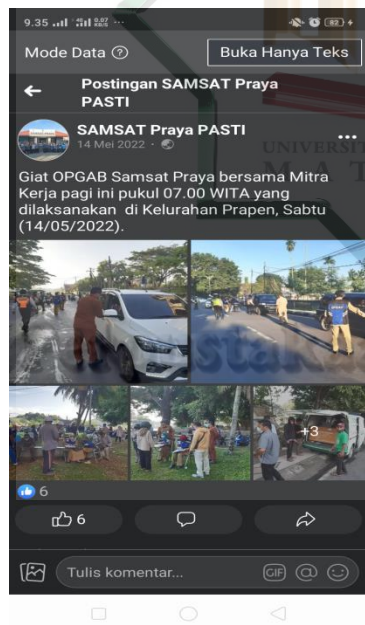 9.35
82
Mode Data
Buka Hanya Teks
Postingan SAMSAT Praya
PASTI
SAMSAT Praya PASTI
14 Mei 2022
Giat OPGAB Samsat Praya bersama Mitra
Kerja pagi ini pukul 07.00 WITA yang
dilaksanakan di Kelurahan Prapen, Sabtu
(14/05/2022).
+3
6
6
Tulis komentar...
GIF